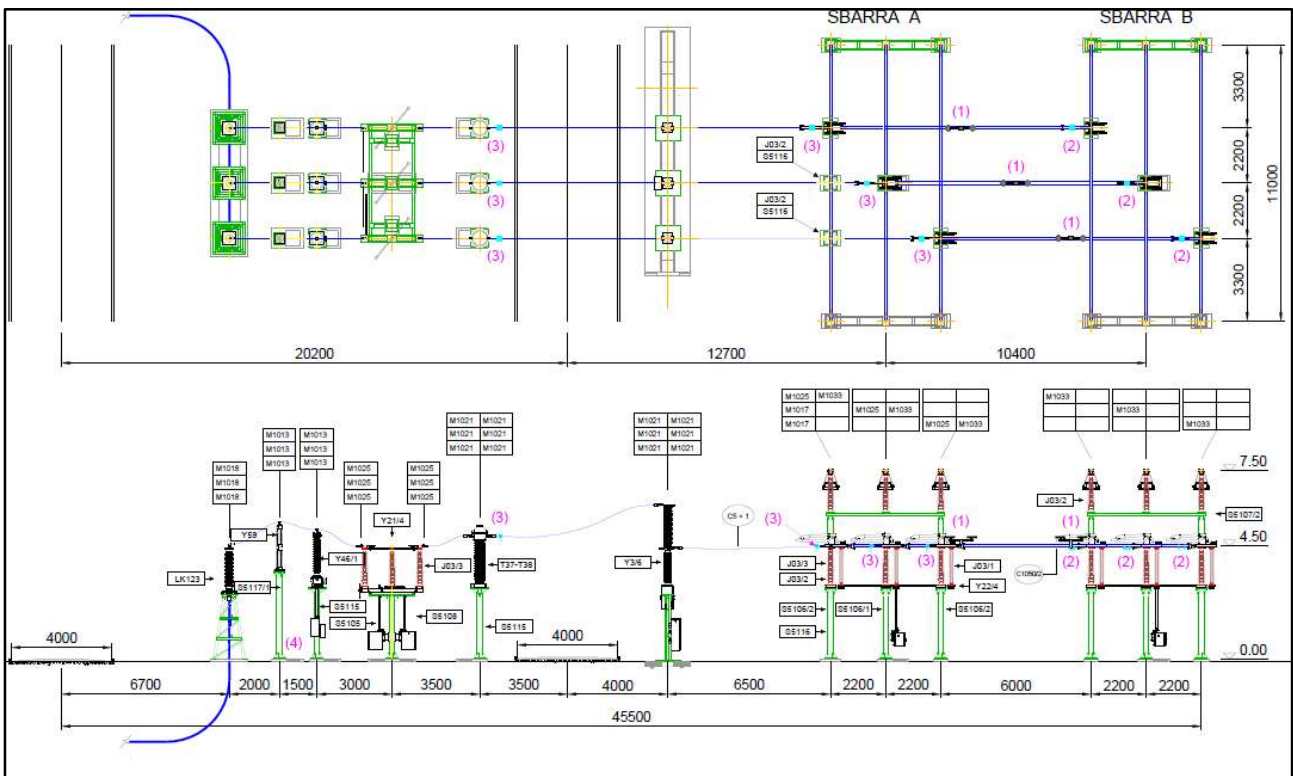 SBARRA A
SBARRA B
(1)
(3)
(3)
(2)
3300
J03/2
S5116
(1)
2200
(3)
(3)
(2)
11000
J03/2
S5116
(1)
2200
(3)
(3)
(2)
3300
20200
12700
10400
M1013
M1013
M1013
M1013
M1013
M1013
M1018
M1018
M1018
M1025
M1025
M1025
M1025
M1025
M1025
M1021 M1021
M1021 M1021
M1021 M1021
M1021 M1021
M1021 M1021
M1021 M1021
M1025 M1033
M1017
M1017
M1025 M1033
M1025 M1033
M1033
M1033
M1033
7.50
J03/2
S5107/2
Y59
Y21/4
(3)
C5 = 1
(3)
(1)
(1)
4.50
LK123
Y46/1
J03/3
T37-T38
Y3/6
(3)
(3)
(2)
(2)
J03/3
J03/1
J03/2
Y22/4
C1050/2
S5117/1
S5115
S5105
S5108
S5115
S5106/2
S5106/1
S5106/2
S5116
(4)
4000
4000
0.00
6700
2000
1500
3000
3500
3500
4000
6500
2200
2200
6000
2200
2200
45500